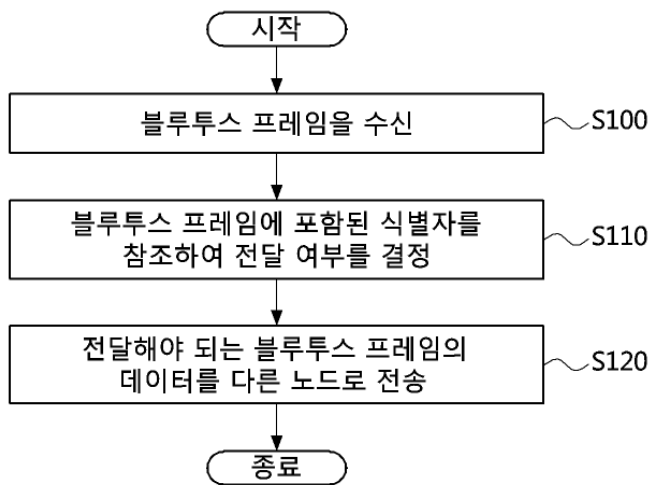 시작
블루투스 프레임을 수신
S100
블루투스 프레임에 포함된 식별자를
참조하여 전달 여부를 결정
S110
전달해야 되는 블루투스 프레임의
데이터를 다른 노드로 전송
S120
종료